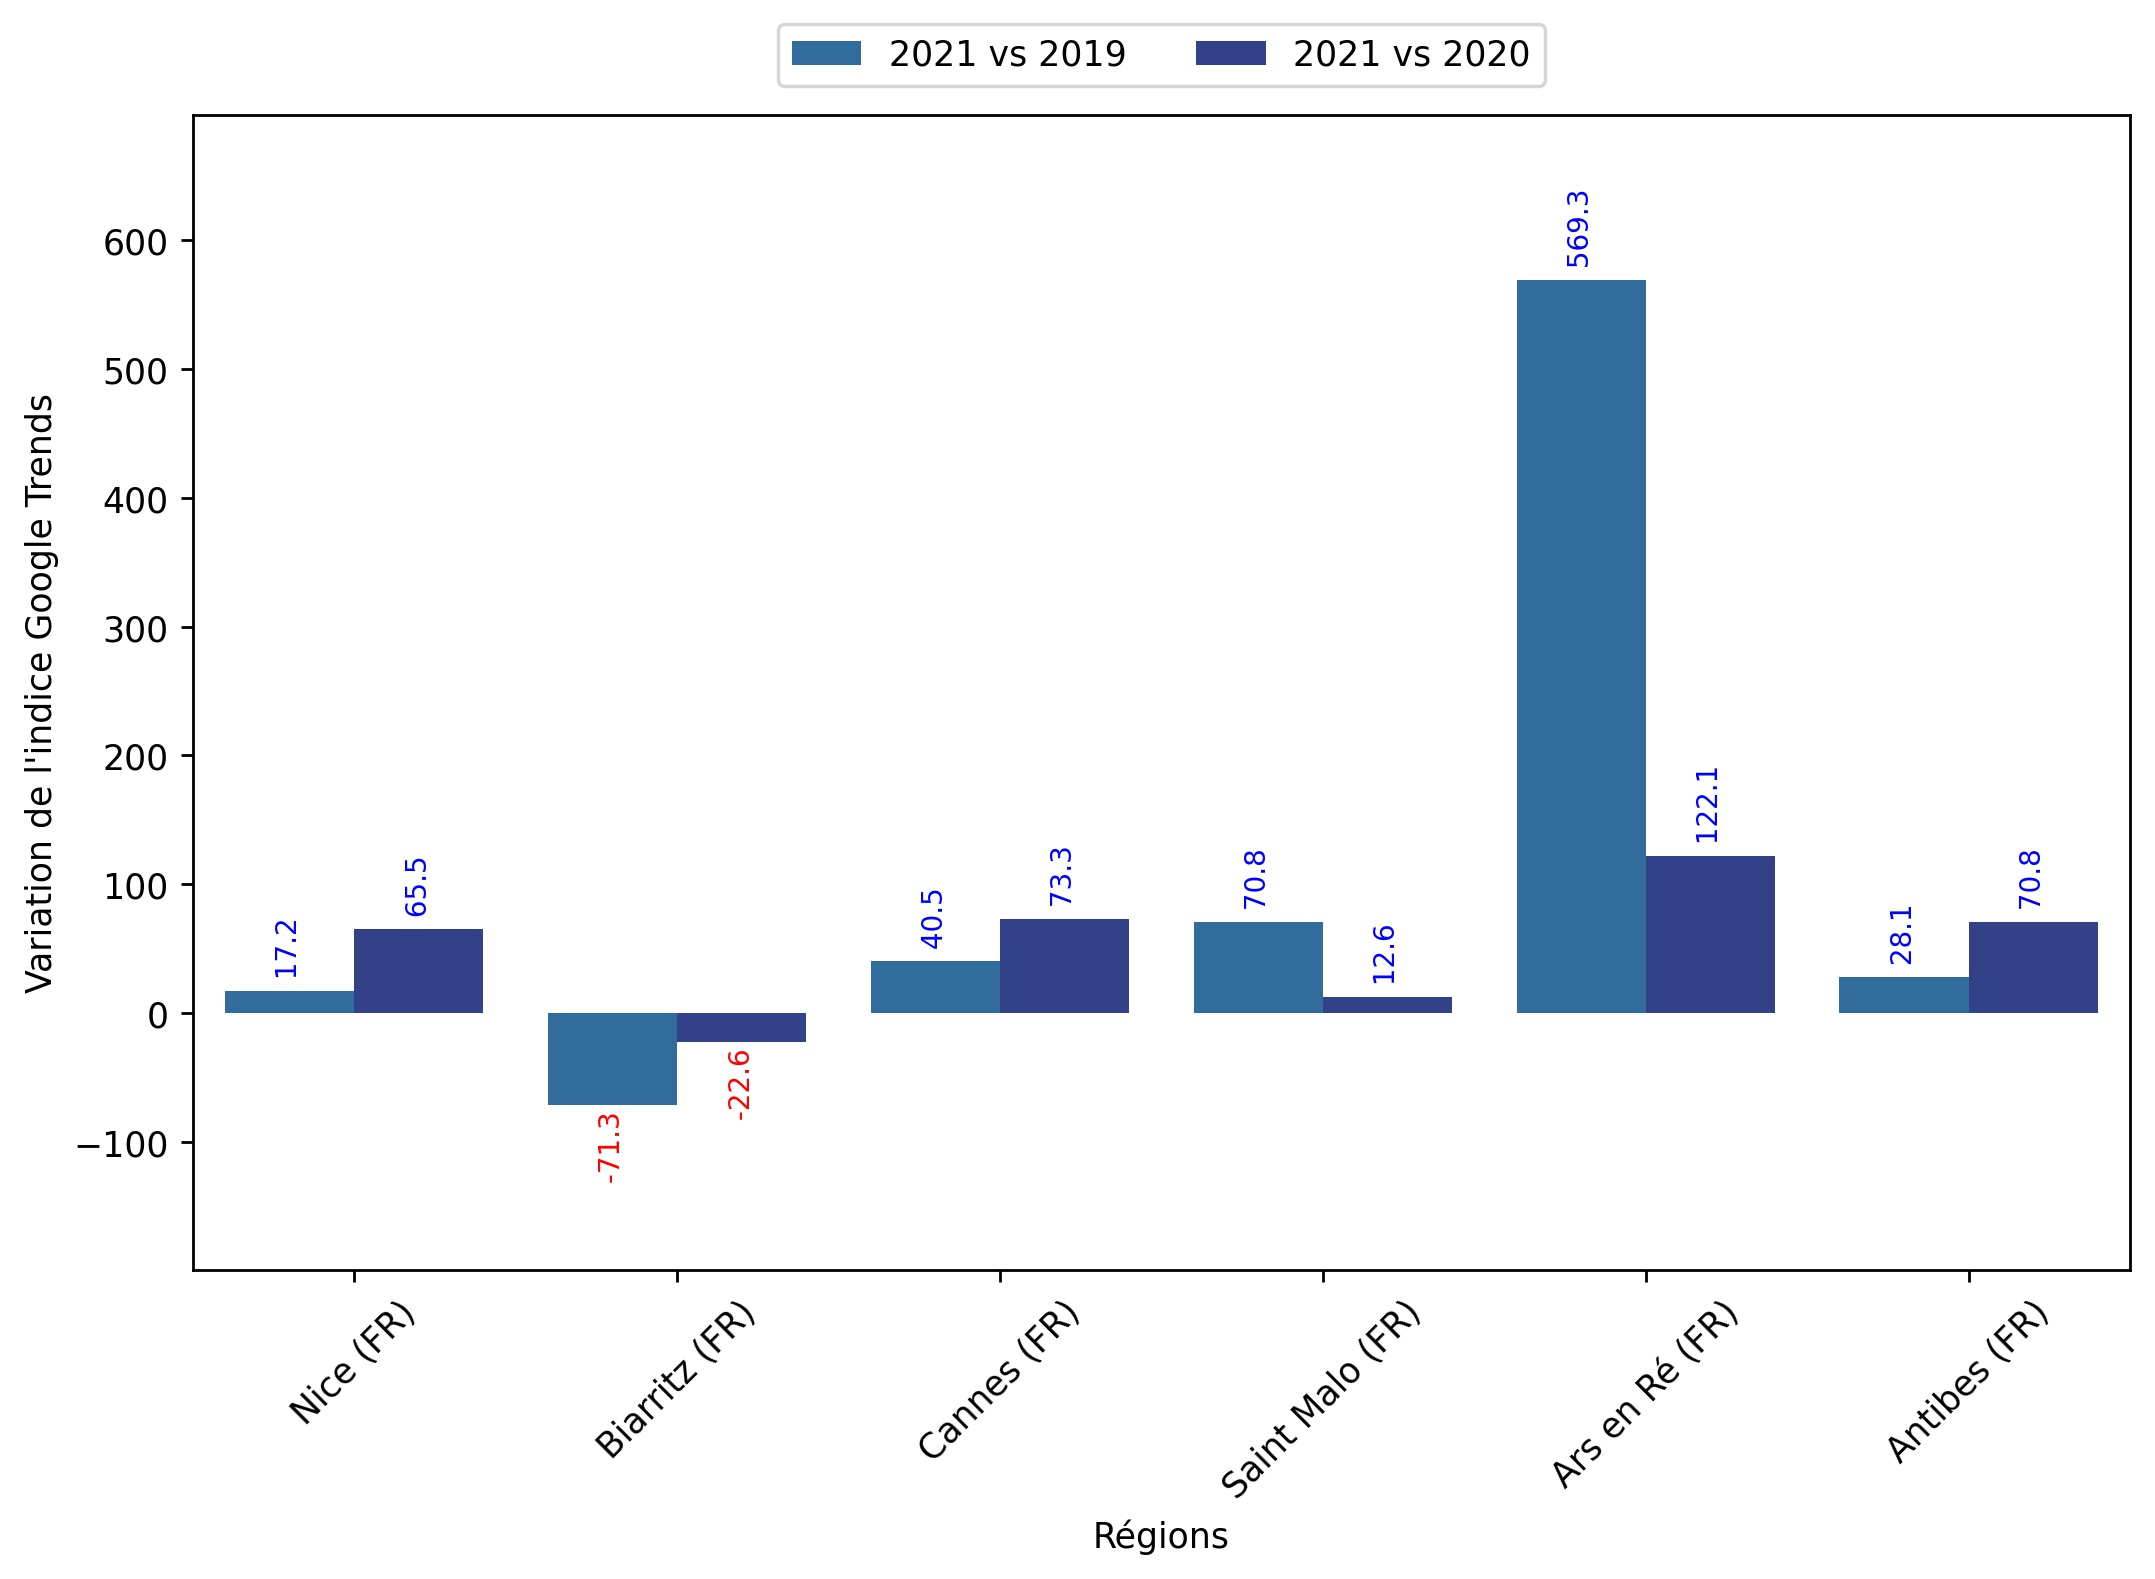 2021 vs 2019
2021 vs 2020
Variation de l'indice Google Trends
600
500
400
300
200
100
0
−100
17.2
65.5
-71.3
-22.6
40.5
73.3
70.8
12.6
569.3
122.1
28.1
70.8
Nice (FR)
Biarritz (FR)
Cannes (FR)
Saint Malo (FR)
Ars en Ré (FR)
Antibes (FR)
Régions